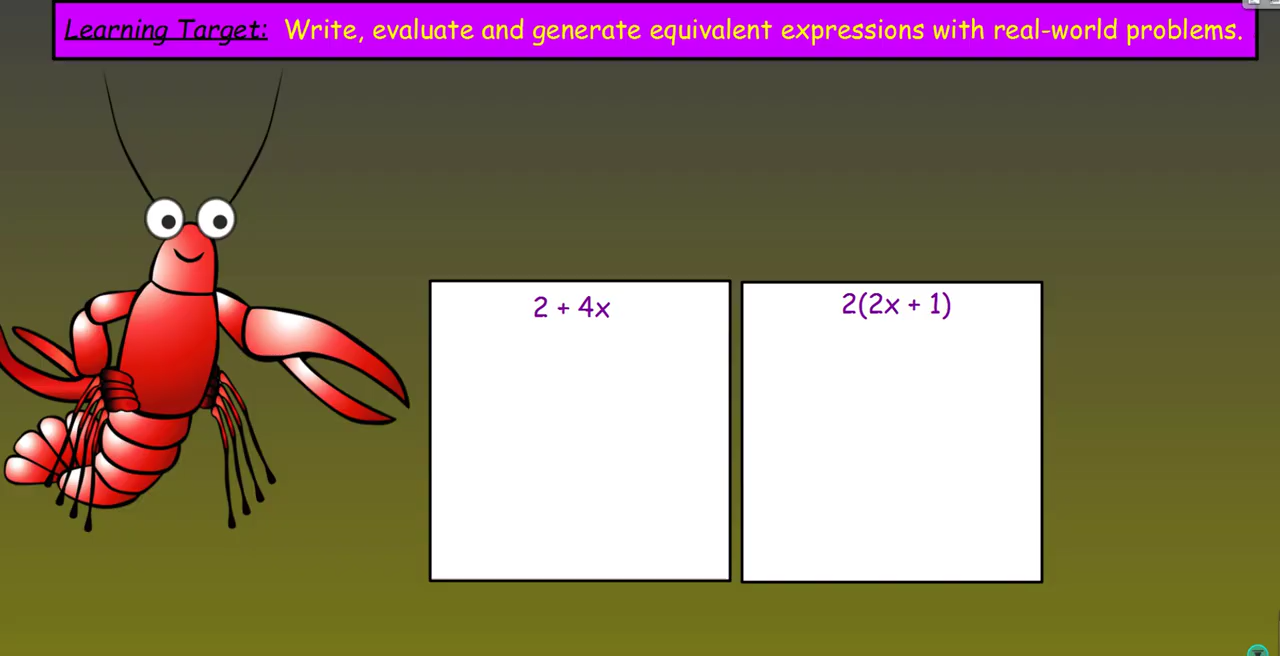 Learning Target: Write, evaluate and generate equivalent expressions with real-world problems.
2 + 4x
2(2x + 1)